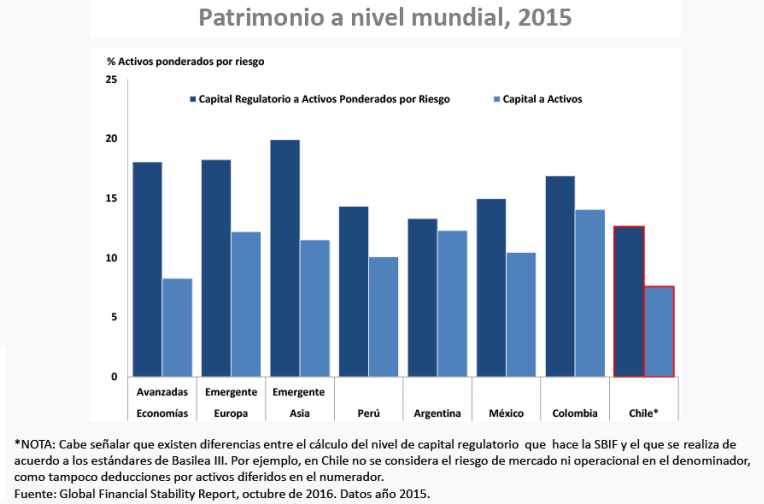 Patrimonio a nivel mundial, 2015
% Activos ponderados por riesgo
25
Capital Regulatorio a Activos Ponderados por Riesgo
Capital a Activos
20
15
10
5
0
Avanzadas Emergente Emergente
Economías Europa Asia Perú Argentina México Colombia Chile*
*NOTA: Cabe señalar que existen diferencias entre el cálculo del nivel de capital regulatorio que hace la SBIF y el que se realiza de
acuerdo a los estándares de Basilea III. Por ejemplo, en Chile no se considera el riesgo de mercado ni operacional en el denominador,
como tampoco deducciones por activos diferidos en el numerador.
Fuente: Global Financial Stability Report, octubre de 2016. Datos año 2015.